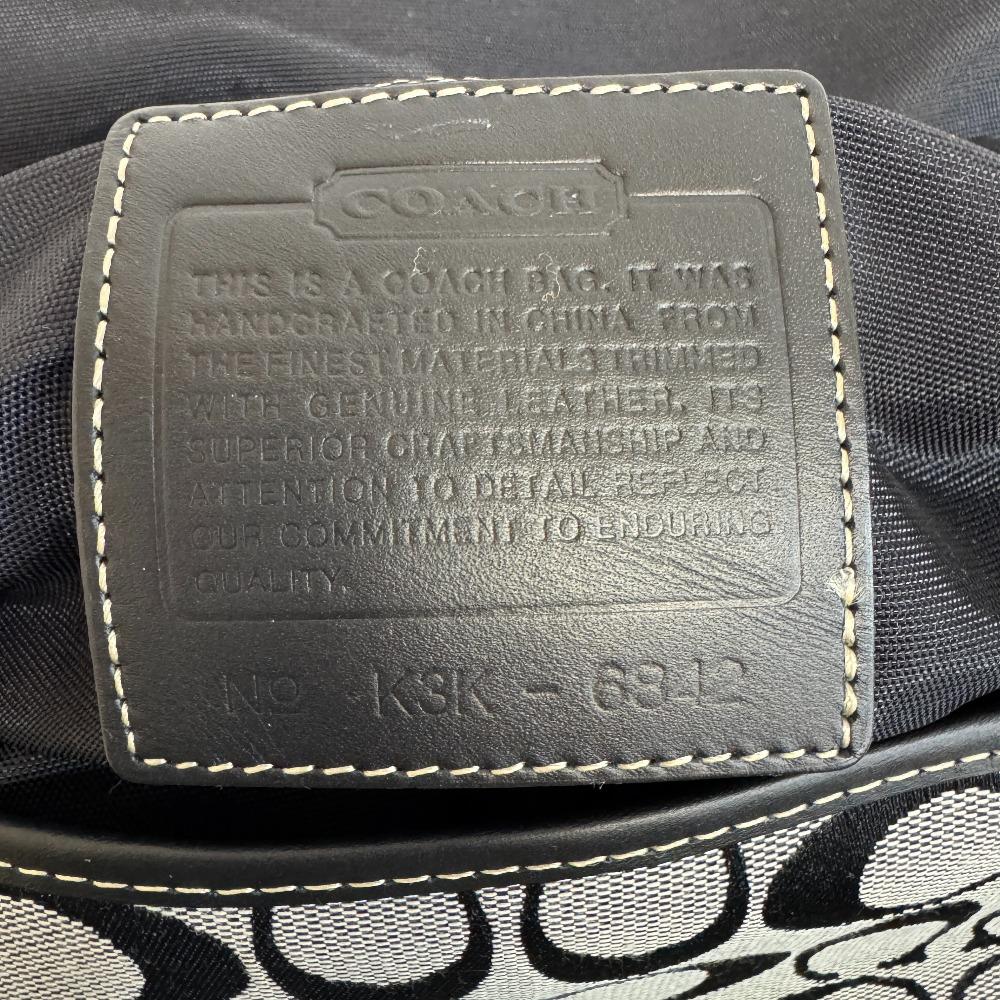 COACH
THIS IS A COACH BAG. IT WAS
HANDCRAFTED IN CHINA FROM
THE FINEST MATERIALS TRIMMED
WITH GENUINE LEATHER. ITS
SUPERIOR CRAFTSMANSHIP AND
ATTENTION TO DETAIL REFLECT
OUR COMMITMENT TO ENDURING
QUALITY.
NO K3K - 6842